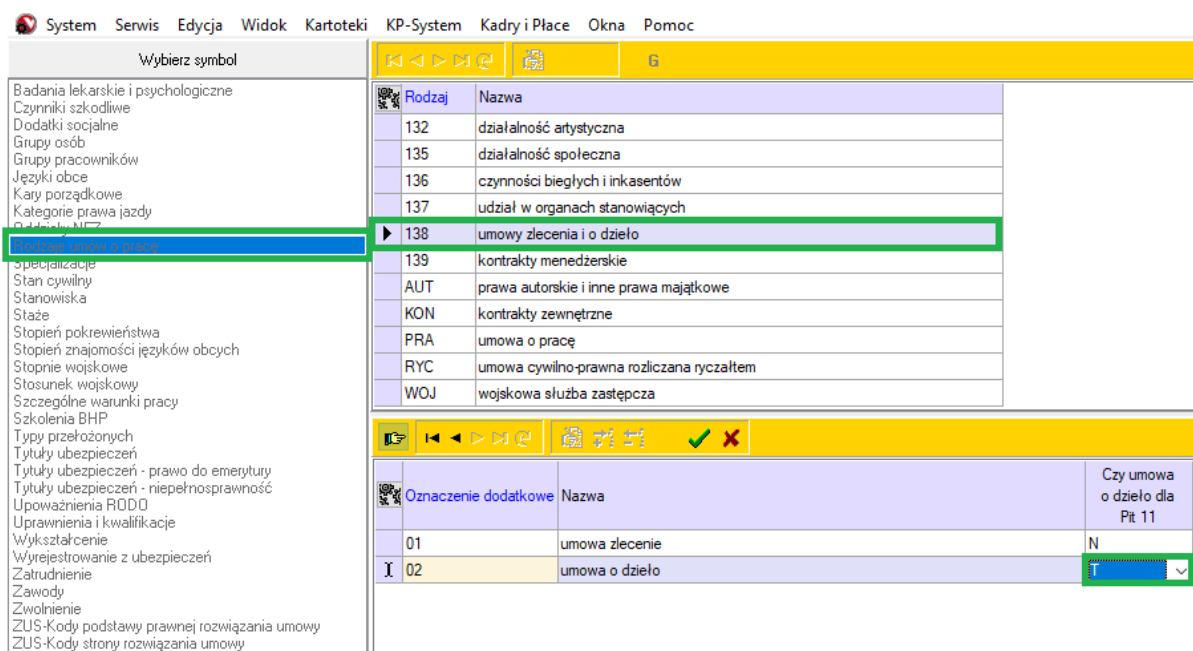 System Serwis Edycja Widok Kartoteki KP-System Kadry i Płace Okna Pomoc
Wybierz symbol
Badania lekarskie i psychologiczne
Czynniki szkodliwe
Dodatki socjalne
Grupy osób
Grupy pracowników
Języki obce
Kary porządkowe
Kategorie prawa jazdy
Oddziały NFZ
Rodzaje umów o pracę
Specjalizacje
Stan cywilny
Stanowiska
Staże
Stopień pokrewieństwa
Stopień znajomości języków obcych
Stopnie wojskowe
Stosunek wojskowy
Szczególne warunki pracy
Szkolenia BHP
Typy przełożonych
Tytuły ubezpieczeń
Tytuły ubezpieczeń - prawo do emerytury
Tytuły ubezpieczeń - niepełnosprawność
Upoważnienia RODO
Uprawnienia i kwalifikacje
Wykształcenie
Wyrejestrowanie z ubezpieczeń
Zatrudnienie
Zawody
Zwolnienie
ZUS-Kody podstawy prawnej rozwiązania umowy
ZUS-Kody strony rozwiązania umowy
G
Rodzaj Nazwa
132 działalność artystyczna
135 działalność społeczna
136 czynności biegłych i inkasentów
137 udział w organach stanowiących
138 umowy zlecenia i o dzieło
139 kontrakty menedżerskie
AUT prawa autorskie i inne prawa majątkowe
KON kontrakty zewnętrzne
PRA umowa o pracę
RYC umowa cywilno-prawna rozliczana ryczałtem
WOJ wojskowa służba zastępcza
Oznaczenie dodatkowe Nazwa Czy umowa
o dzieło dla
Pit 11
01 umowa zlecenie N
02 umowa o dzieło T